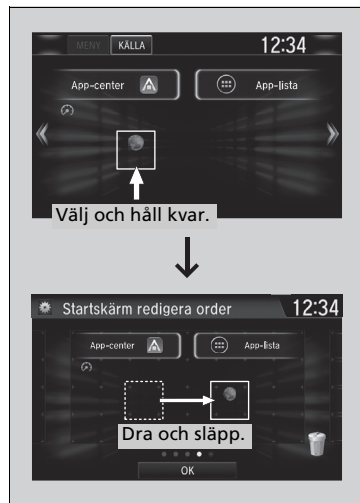 MENY KÄLLA 12:34
App-center App-lista
Välj och håll kvar.
Startskärm redigera order 12:34
App-center App-lista
Dra och släpp.
OK